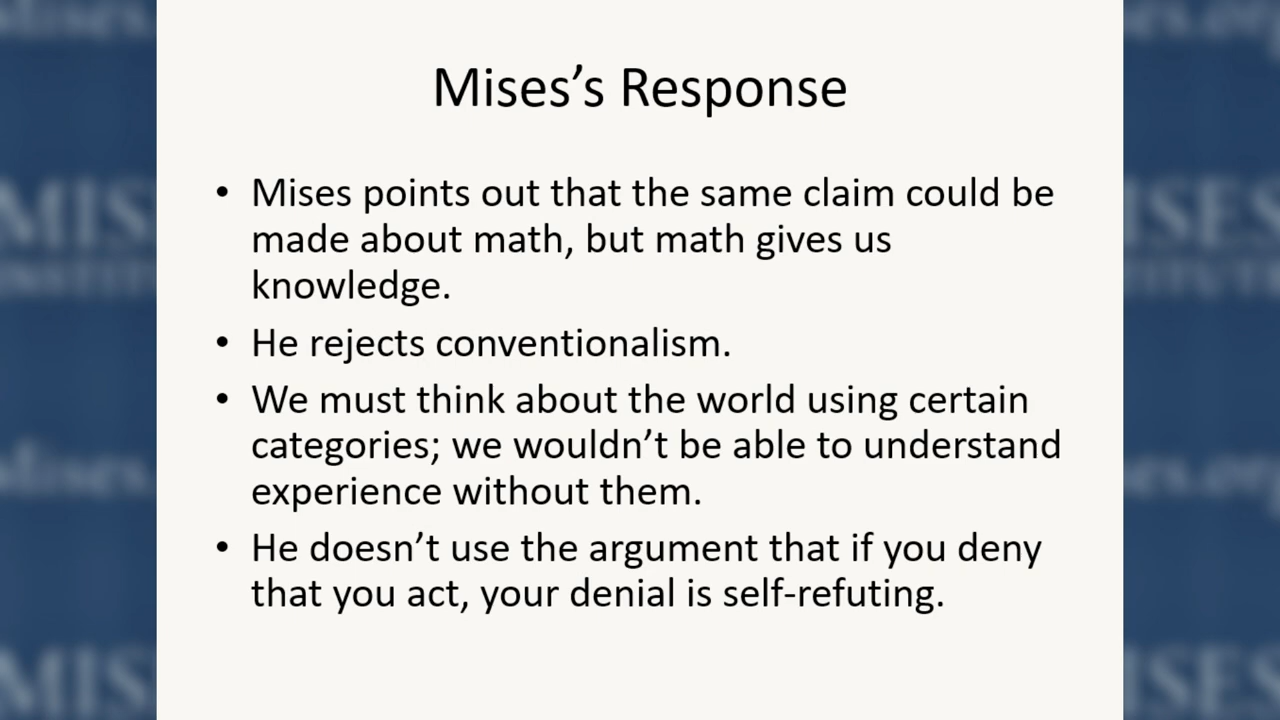 Mises’s Response
• Mises points out that the same claim could be
made about math, but math gives us
knowledge.
• He rejects conventionalism.
• We must think about the world using certain
categories; we wouldn’t be able to understand
experience without them.
• He doesn’t use the argument that if you deny
that you act, your denial is self-refuting.